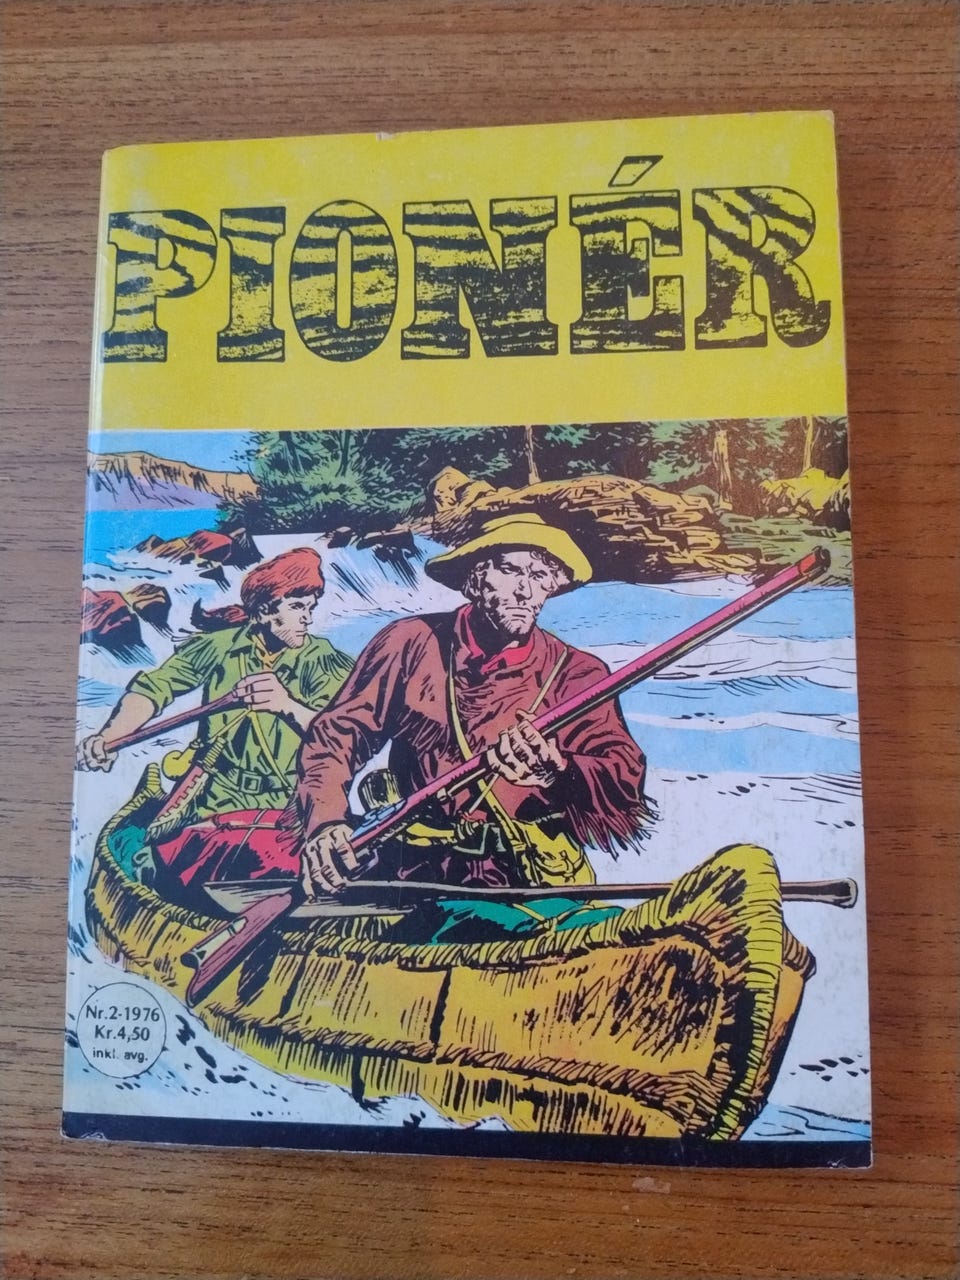 PIONÉR
Nr.2-1976
Kr.4,50
inkl. avg.